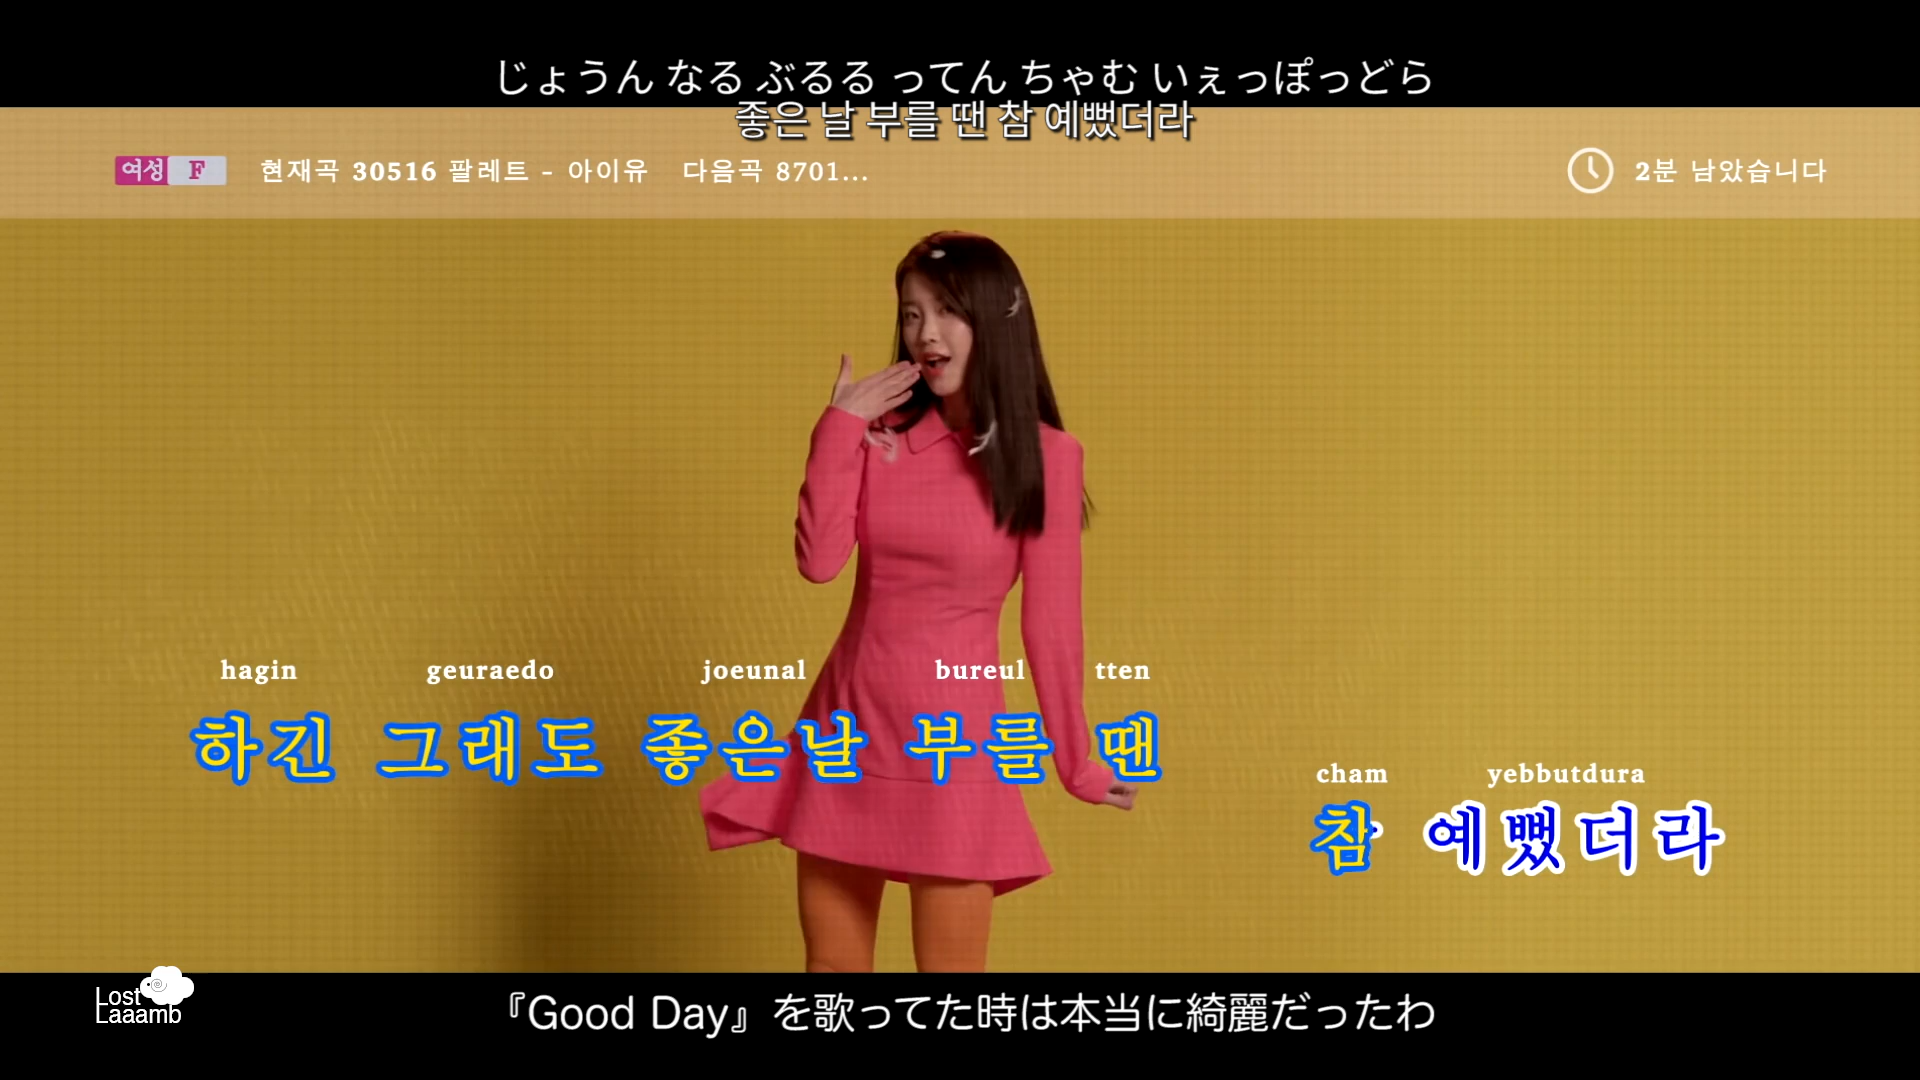 じょうん なる ぶるる ってん ちゃむ いぇっぽっどら
좋은 날 부를 땐 참 예뻤더라
여성 F 현재곡 30516 팔레트 - 아이유 다음곡 8701...
2분 남았습니다
hagin geuraedo joeunal bureul tten
하긴 그래도 좋은날 부를 땐
cham yebbutdura
참 예뻤더라
Lost
Laaamb
『Good Day』を歌ってた時は本当に綺麗だったわ